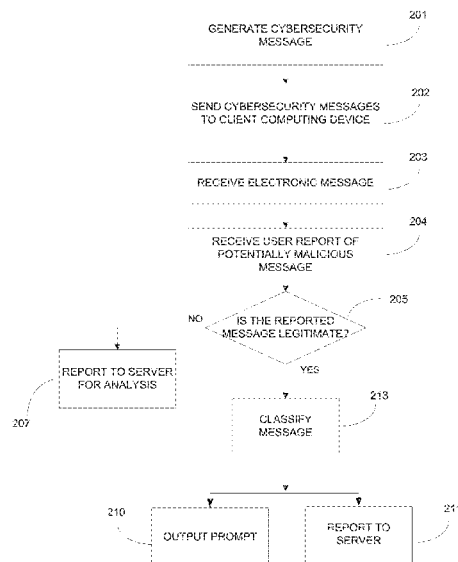 201
GENERATE CYBERSECURITY
MESSAGE
202
SEND CYBERSECURITY MESSAGES
TO CLIENT COMPUTING DEVICE
203
RECEIVE ELECTRONIC MESSAGE
204
RECEIVE USER REPORT OF
POTENTIALLY MALICIOUS
MESSAGE
205
NO
IS THE REPORTED
MESSAGE LEGITIMATE?
YES
REPORT TO SERVER
FOR ANALYSIS
207
213
CLASSIFY
MESSAGE
210
OUTPUT PROMPT
REPORT TO
SERVER